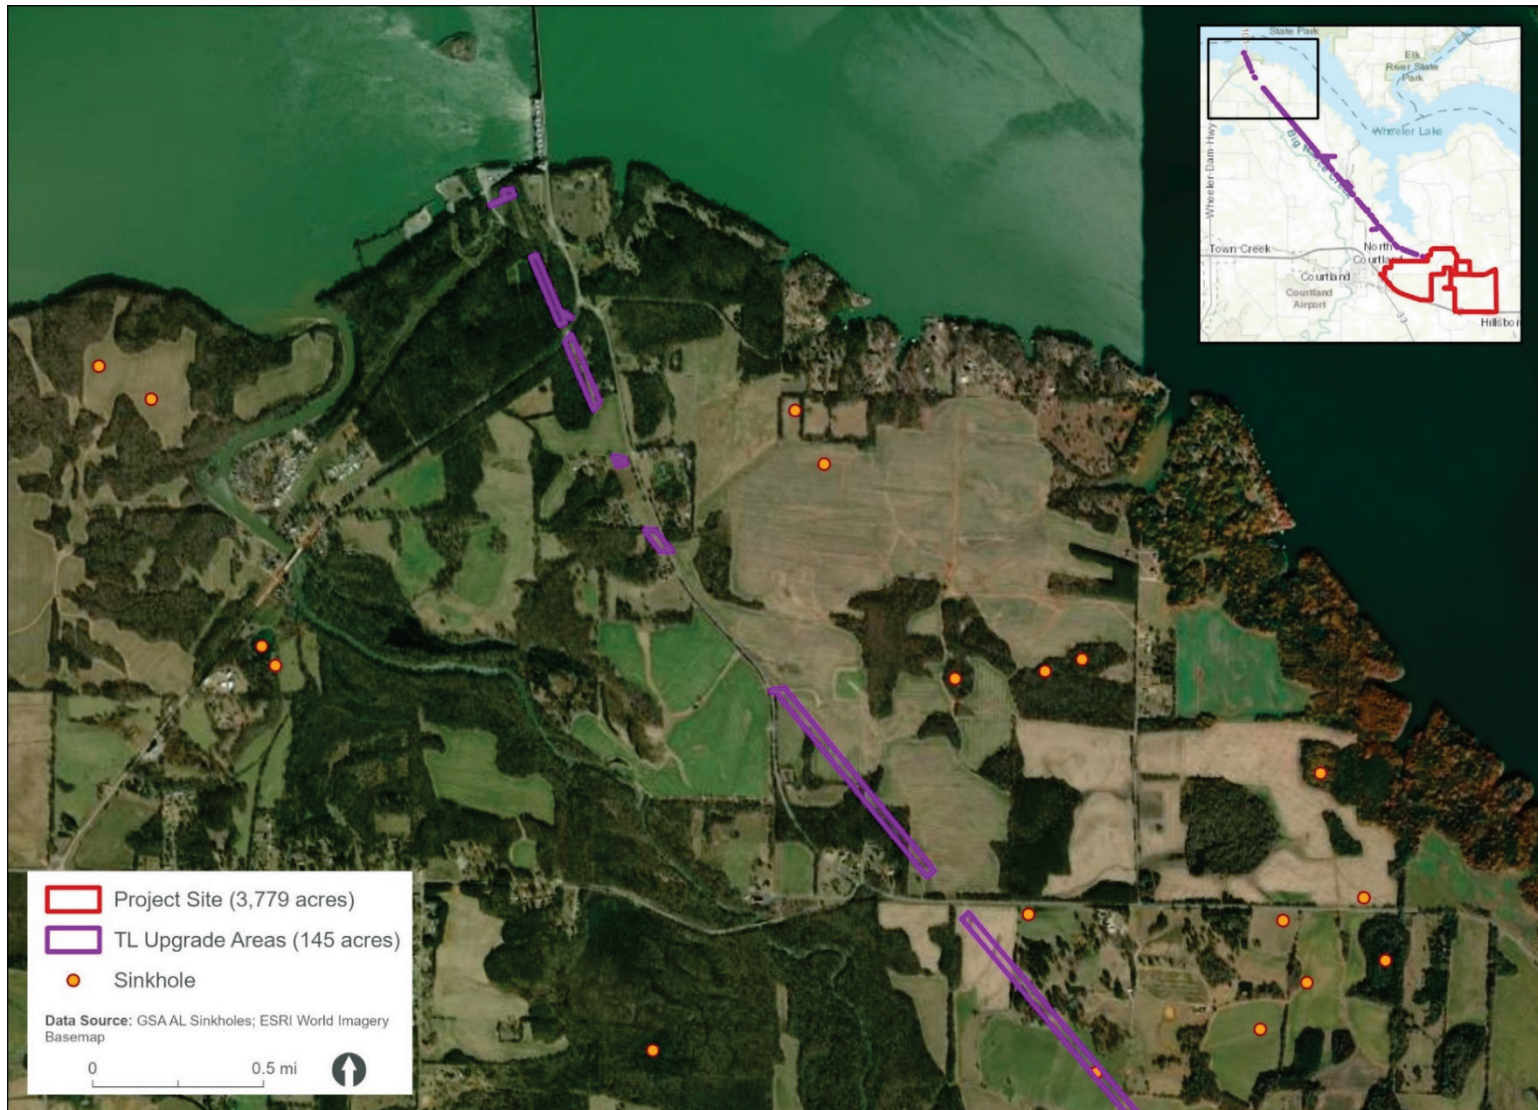 State Park
Elk
River State
Park
Wheeler Lake
Wheeler-Dam-Hwy
Town Creek
North
Courtland
Courtland
Airport
33
Project Site (3,779 acres)
TL Upgrade Areas (145 acres)
Sinkhole
Data Source: GSA AL Sinkholes; ESRI World Imagery
Basemap
0 0.5 mi